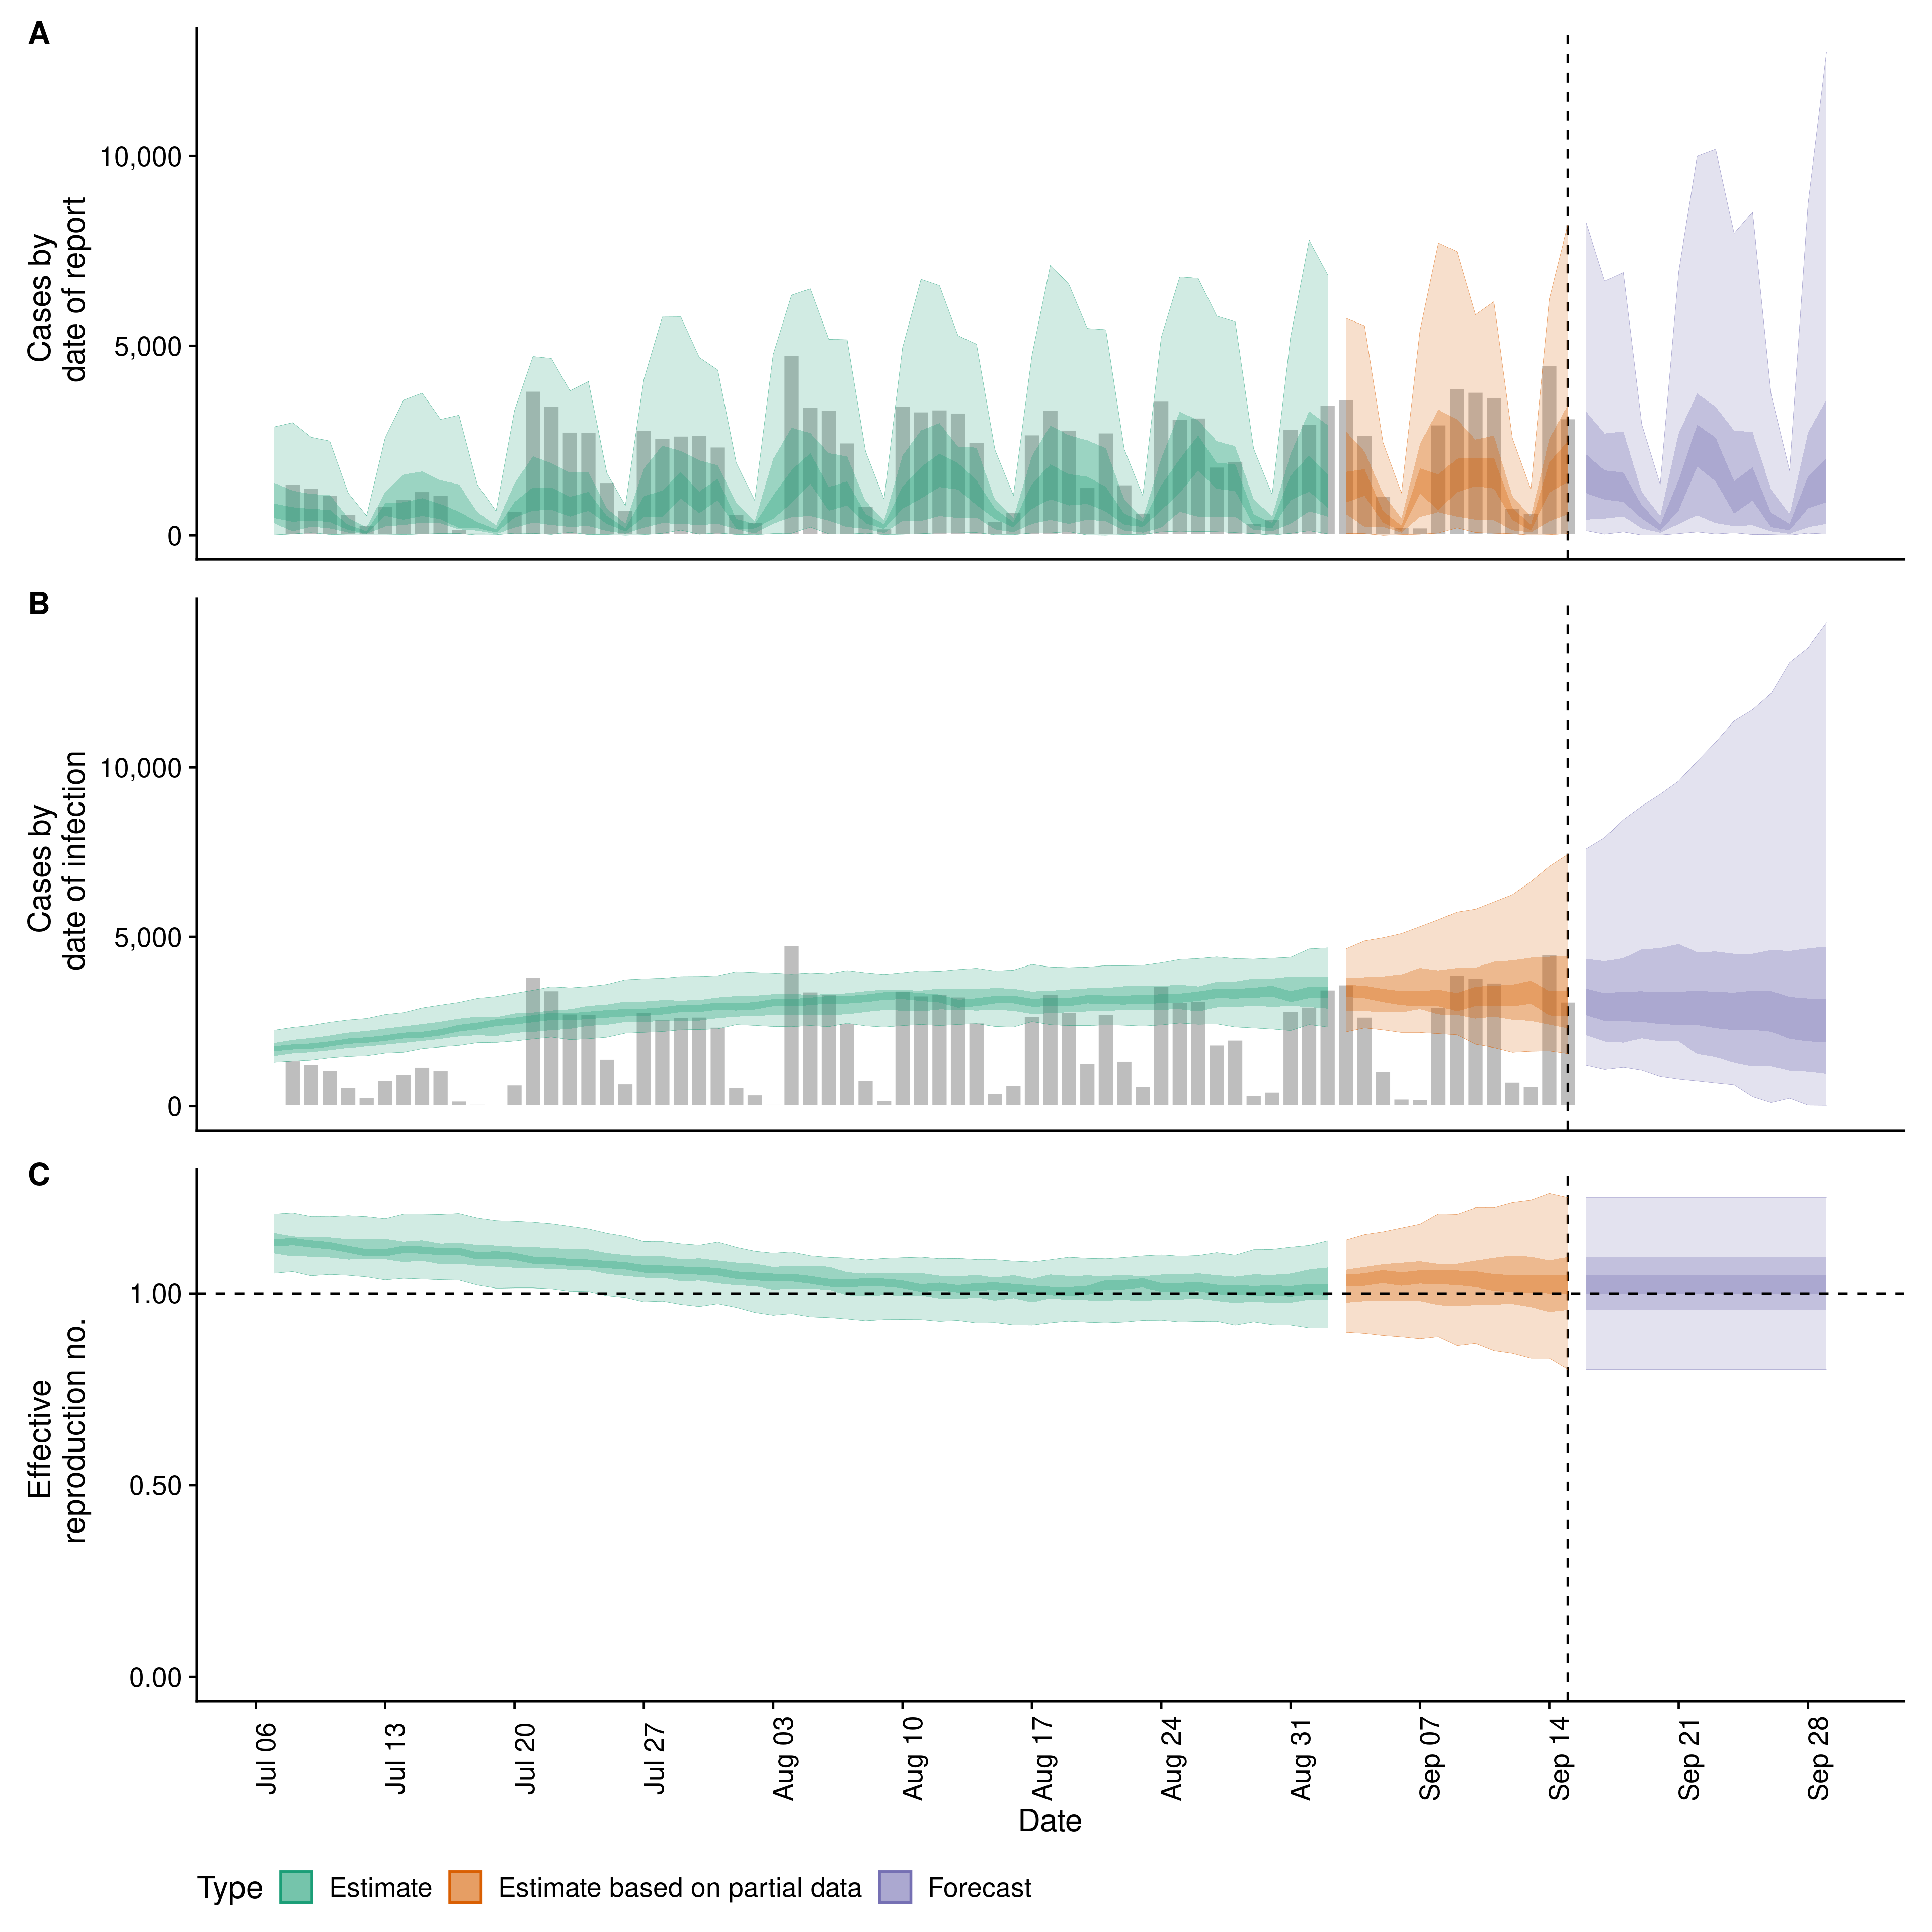 A
Cases by
date of report
10,000
5,000
0
B
Cases by
date of infection
10,000
5,000
0
C
Effective
reproduction no.
1.00
0.50
0.00
Jul 06
Jul 13
Jul 20
Jul 27
Aug 03
Aug 10
Aug 17
Aug 24
Aug 31
Sep 07
Sep 14
Sep 21
Sep 28
Date
Type Estimate Estimate based on partial data Forecast